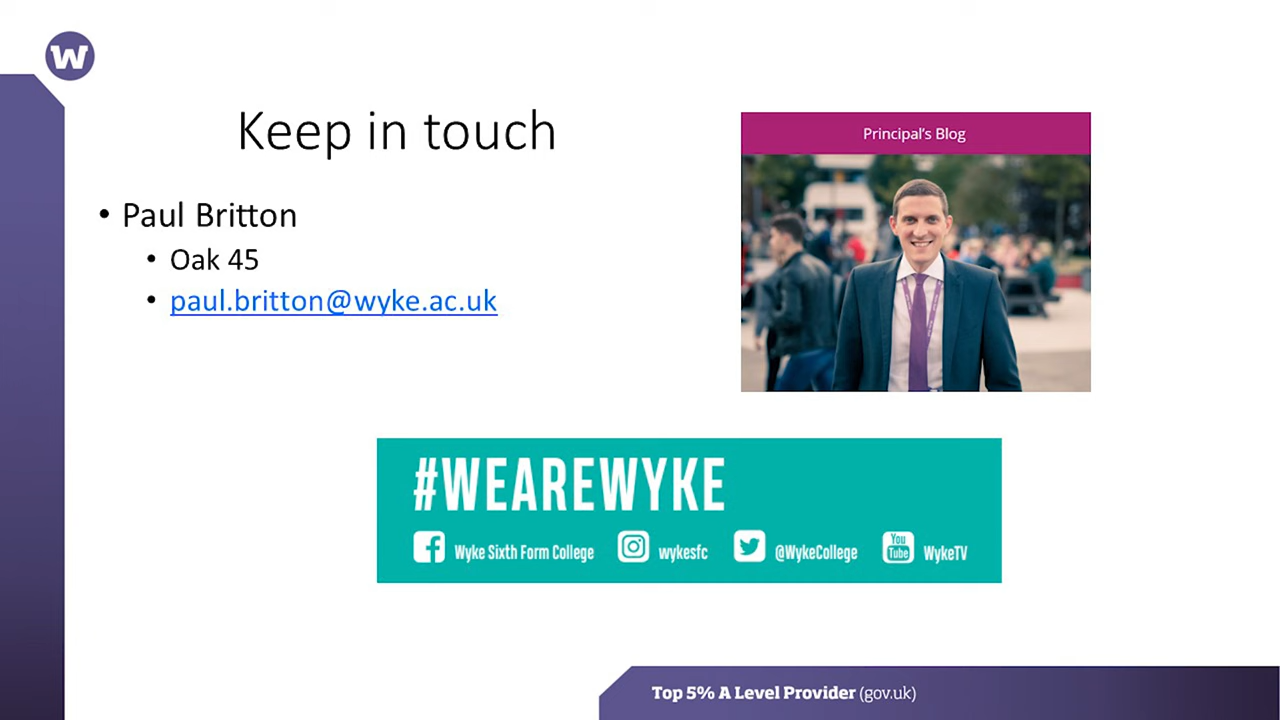 W
Keep in touch
Principal's Blog
• Paul Britton
• Oak 45
• paul.britton@wyke.ac.uk
#WEAREWYKE
Wyke Sixth Form College wykesfc @WykeCollege You Tube WykeTV
Top 5% A Level Provider (gov.uk)